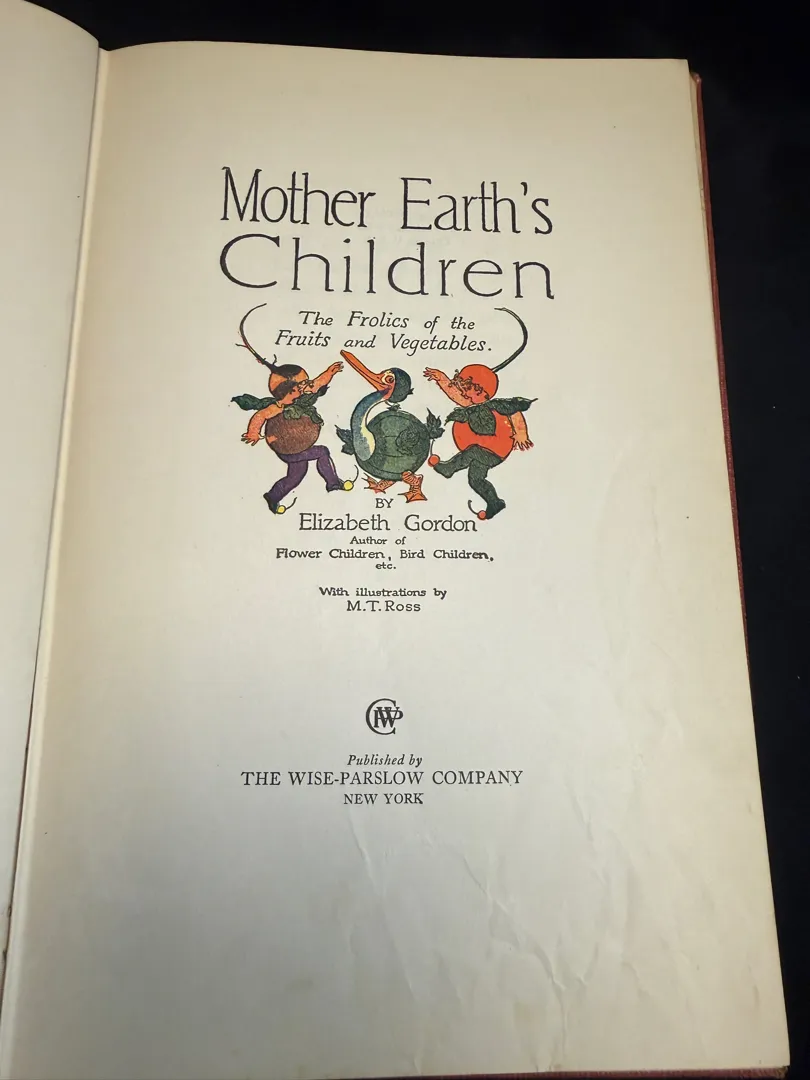 Mother Earth's
Children
The Frolics of the
Fruits and Vegetables.
BY
Elizabeth Gordon
Author of
Flower Children, Bird Children,
etc.
With illustrations by
M.T. Ross
Published by
THE WISE-PARSLOW COMPANY
NEW YORK